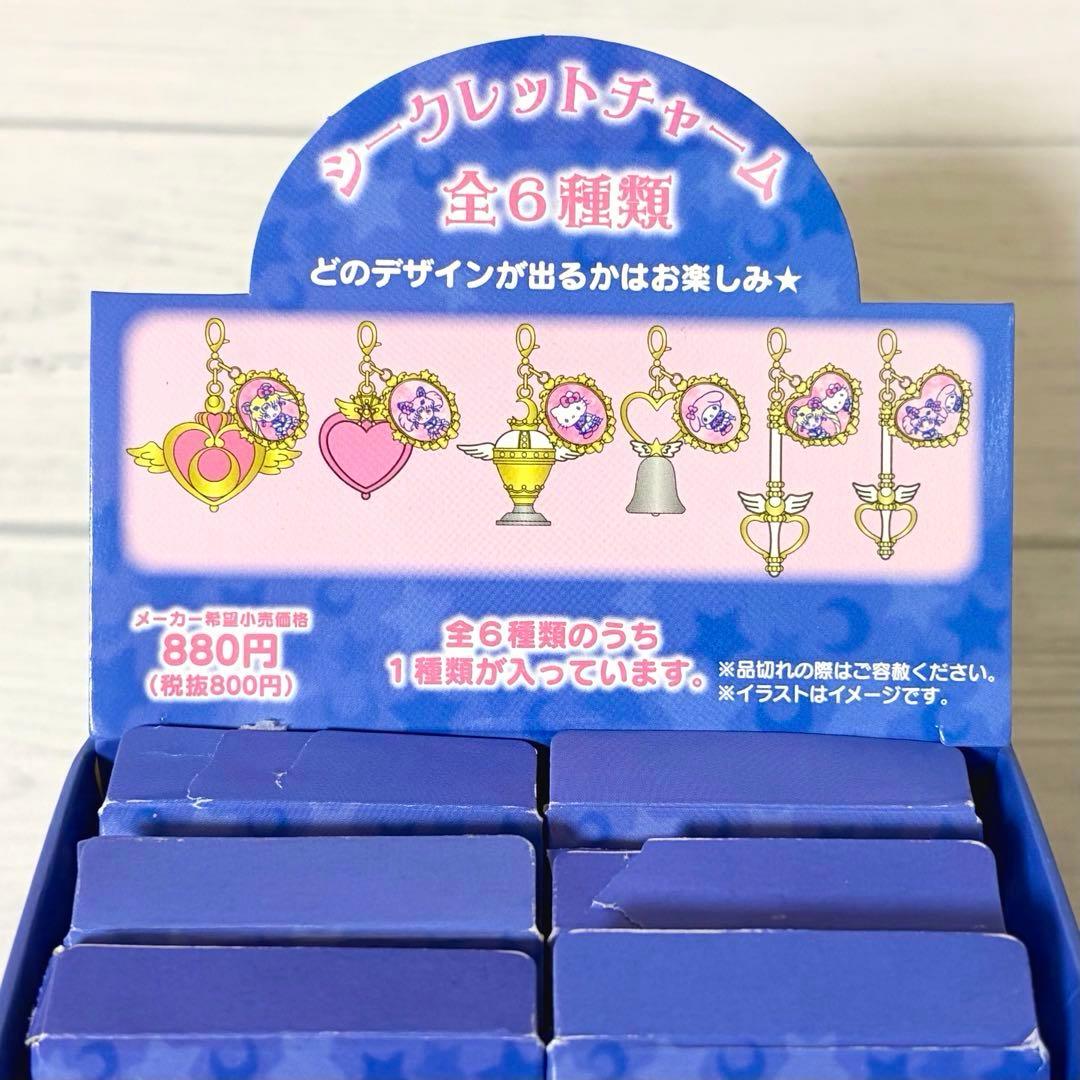 シークレットチャーム
全6種類
どのデザインが出るかはお楽しみ★
メーカー希望小売価格
880円
(税抜800円)
全6種類のうち
1種類が入っています。
※品切れの際はご容赦ください。
※イラストはイメージです。